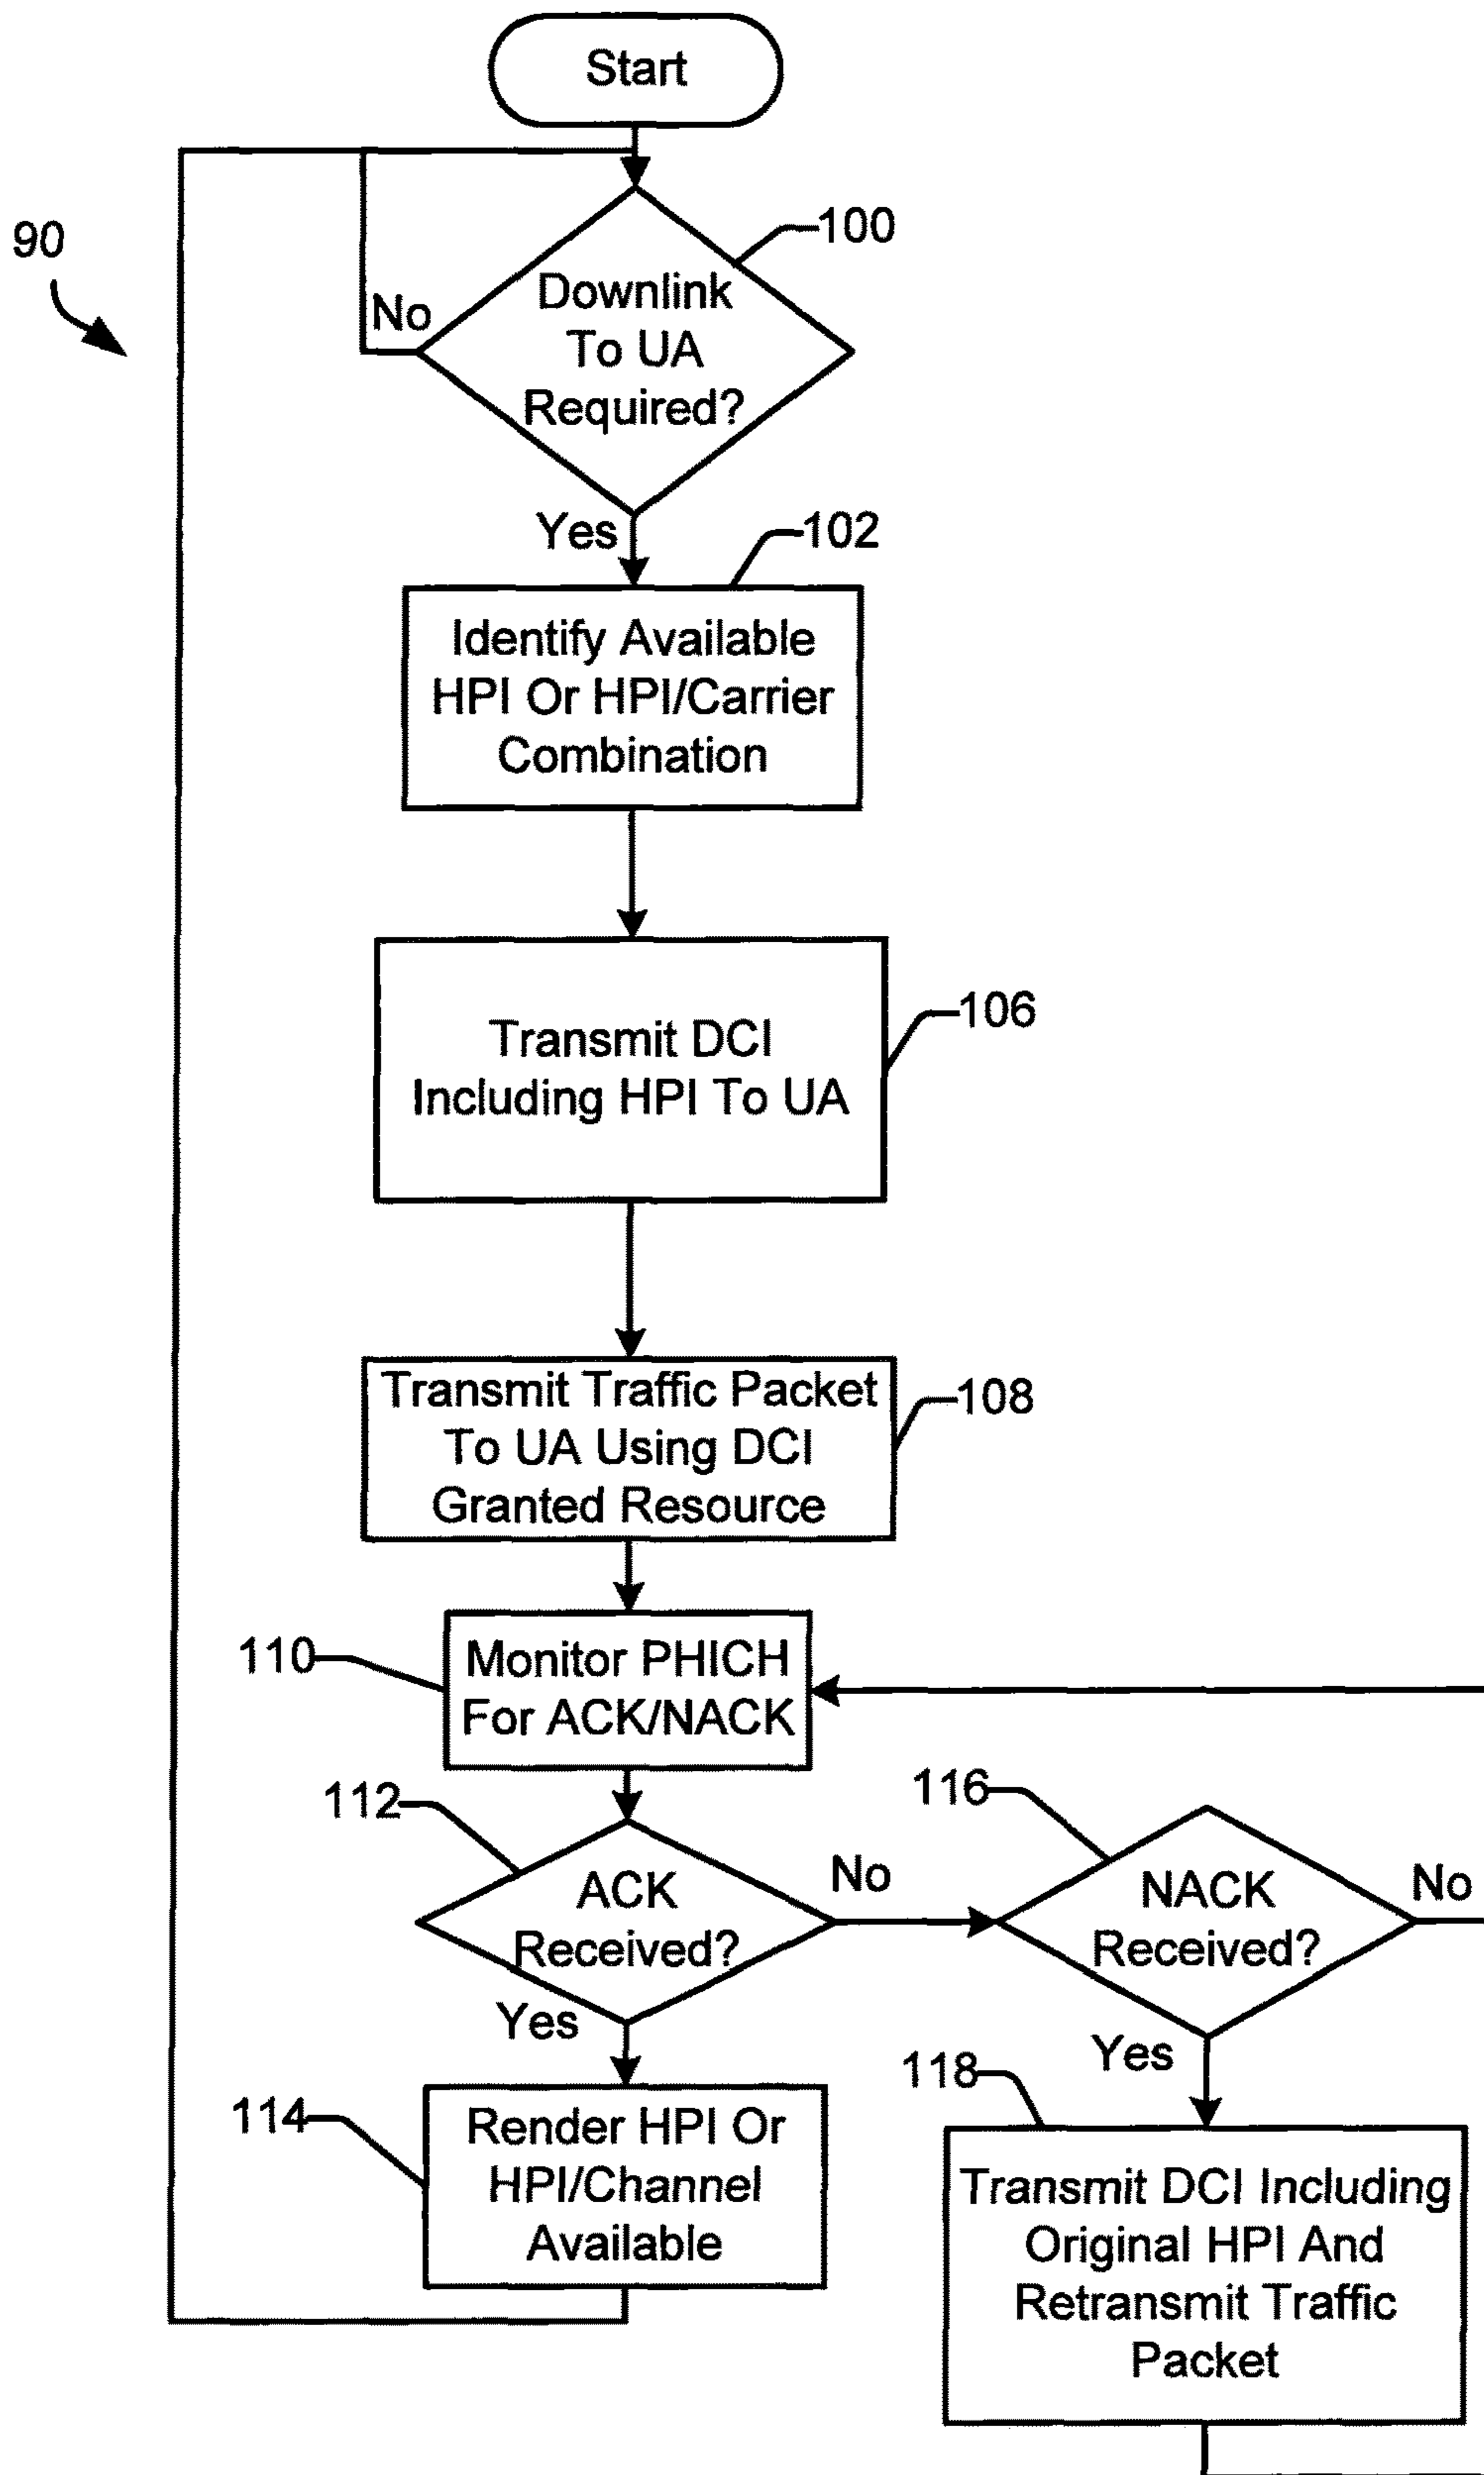 Start
90
100
Downlink
To UA
Required?
No
Yes
102
Identify Available
HPI Or HPI/Carrier
Combination
106
Transmit DCI
Including HPI To UA
108
Transmit Traffic Packet
To UA Using DCI
Granted Resource
110
Monitor PHICH
For ACK/NACK
112
ACK
Received?
No
Yes
116
NACK
Received?
No
Yes
114
Render HPI Or
HPI/Channel
Available
118
Transmit DCI Including
Original HPI And
Retransmit Traffic
Packet